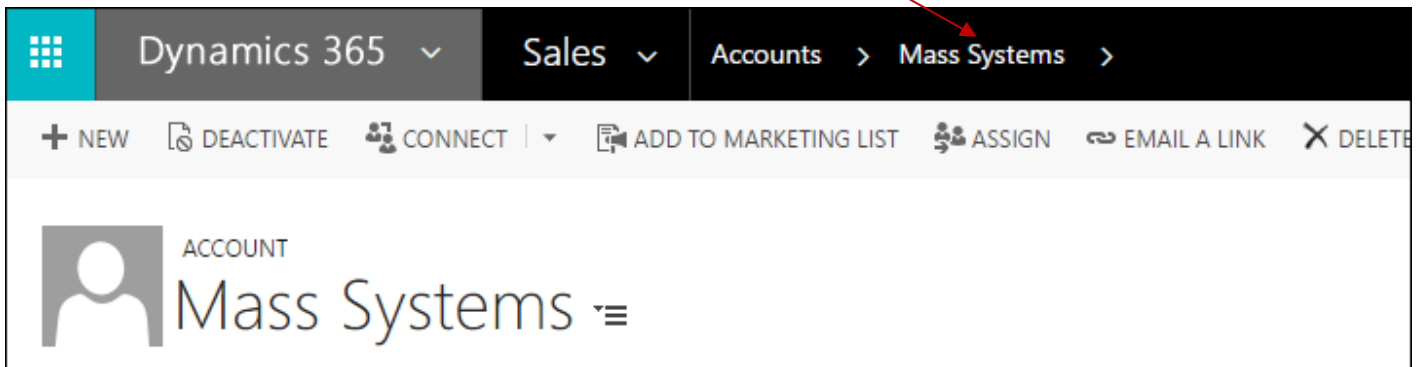 Dynamics 365 Sales Accounts > Mass Systems >
NEW DEACTIVATE CONNECT ADD TO MARKETING LIST ASSIGN EMAIL A LINK DELETE
ACCOUNT
Mass Systems